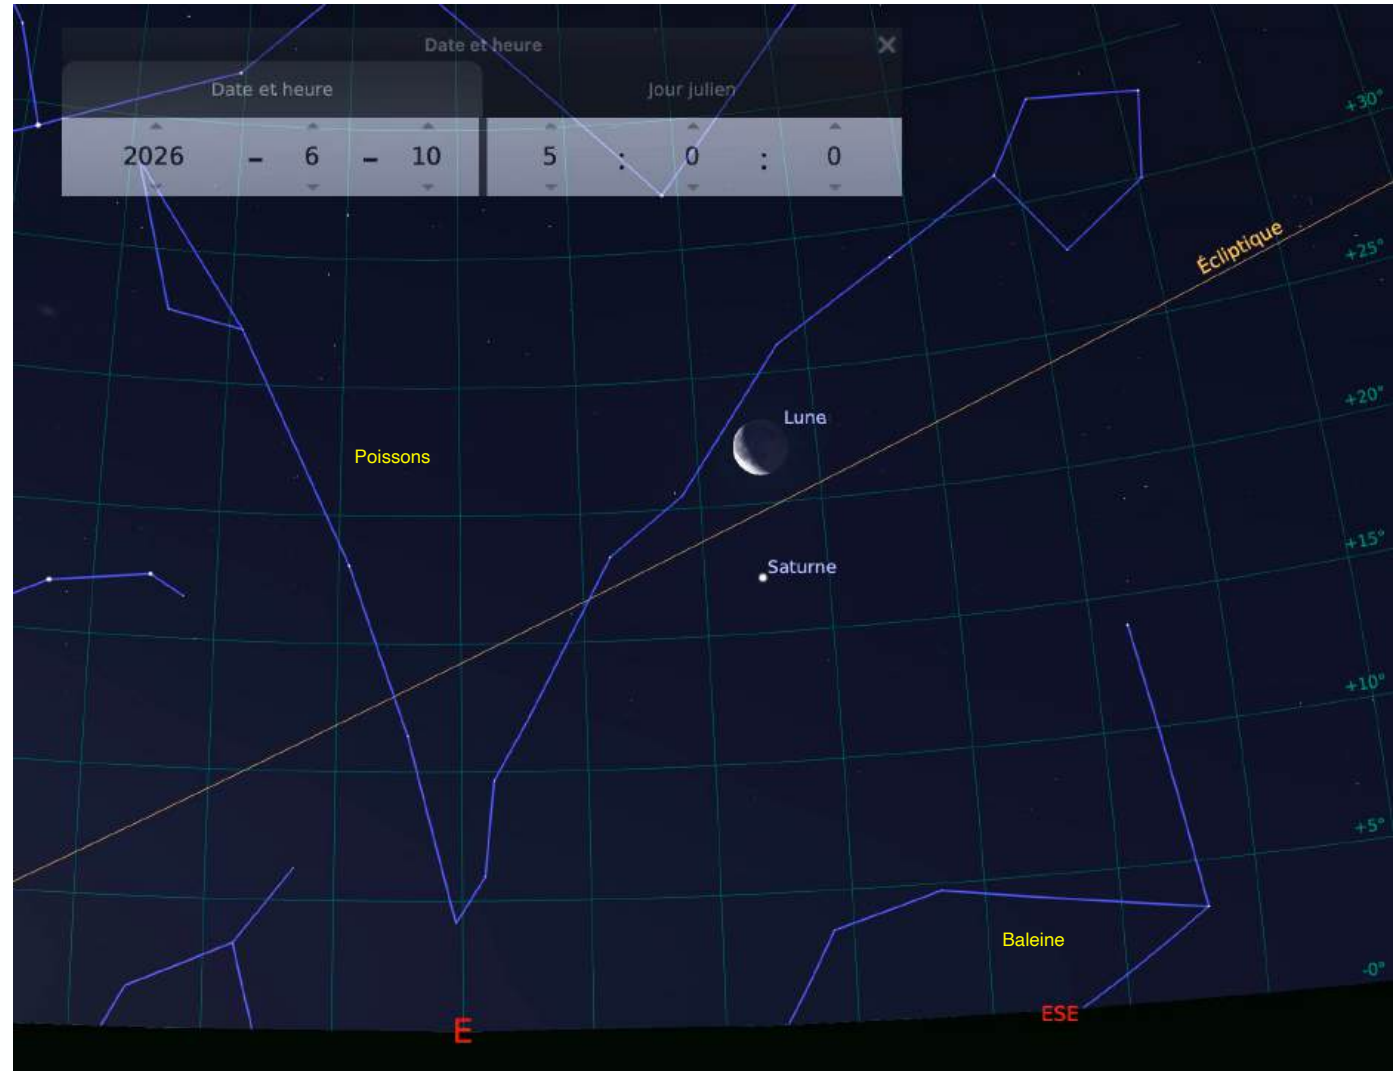 Date et heure
Date et heure
Jour julien
2026 - 6 - 10
5 : 0 : 0
+30°
Écliptique
+25°
+20°
Lune
Poissons
+15°
Saturne
+10°
+5°
Baleine
-0°
ESE
E